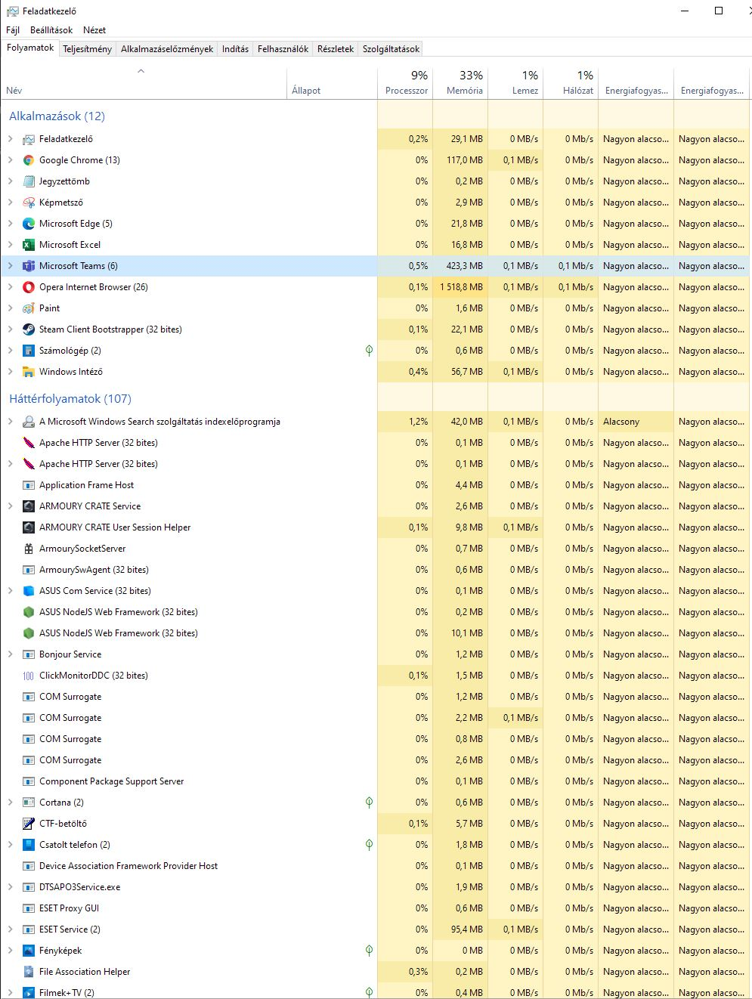 Feladatkezelő
Fájl Beállítások Nézet
Folyamatok Teljesítmény Alkalmazáselőzmények Indítás Felhasználók Részletek Szolgáltatások
9% 33% 1% 1%
Név Állapot Processzor Memória Lemez Hálózat Energiafogyas... Energiafogyas...
Alkalmazások (12)
Feladatkezelő 0,2% 29,1 MB 0 MB/s 0 Mb/s Nagyon alacso... Nagyon alacso...
Google Chrome (13) 0% 117,0 MB 0,1 MB/s 0 Mb/s Nagyon alacso... Nagyon alacso...
Jegyzettömb 0% 0,2 MB 0 MB/s 0 Mb/s Nagyon alacso... Nagyon alacso...
Képmetsző 0% 2,9 MB 0 MB/s 0 Mb/s Nagyon alacso... Nagyon alacso...
Microsoft Edge (5) 0% 21,8 MB 0 MB/s 0 Mb/s Nagyon alacso... Nagyon alacso...
Microsoft Excel 0% 16,8 MB 0 MB/s 0 Mb/s Nagyon alacso... Nagyon alacso...
Microsoft Teams (6) 0,5% 423,3 MB 0,1 MB/s 0,1 Mb/s Nagyon alacso... Nagyon alacso...
Opera Internet Browser (26) 0,1% 1 518,8 MB 0,1 MB/s 0,1 Mb/s Nagyon alacso... Nagyon alacso...
Paint 0% 1,6 MB 0 MB/s 0 Mb/s Nagyon alacso... Nagyon alacso...
Steam Client Bootstrapper (32 bites) 0,1% 22,1 MB 0 MB/s 0 Mb/s Nagyon alacso... Nagyon alacso...
Számológép (2) 0% 0,6 MB 0 MB/s 0 Mb/s Nagyon alacso... Nagyon alacso...
Windows Intéző 0,4% 56,7 MB 0,1 MB/s 0 Mb/s Nagyon alacso... Nagyon alacso...
Háttérfolyamatok (107)
A Microsoft Windows Search szolgáltatás indexelőprogramja 1,2% 42,0 MB 0,1 MB/s 0 Mb/s Alacsony Nagyon alacso...
Apache HTTP Server (32 bites) 0% 0,1 MB 0 MB/s 0 Mb/s Nagyon alacso... Nagyon alacso...
Apache HTTP Server (32 bites) 0% 0,1 MB 0 MB/s 0 Mb/s Nagyon alacso... Nagyon alacso...
Application Frame Host 0% 4,4 MB 0 MB/s 0 Mb/s Nagyon alacso... Nagyon alacso...
ARMOURY CRATE Service 0% 2,6 MB 0 MB/s 0 Mb/s Nagyon alacso... Nagyon alacso...
ARMOURY CRATE User Session Helper 0,1% 9,8 MB 0,1 MB/s 0 Mb/s Nagyon alacso... Nagyon alacso...
ArmourySocketServer 0% 0,7 MB 0 MB/s 0 Mb/s Nagyon alacso... Nagyon alacso...
ArmourySwAgent (32 bites) 0% 0,6 MB 0 MB/s 0 Mb/s Nagyon alacso... Nagyon alacso...
ASUS Com Service (32 bites) 0% 0,1 MB 0 MB/s 0 Mb/s Nagyon alacso... Nagyon alacso...
ASUS NodeJS Web Framework (32 bites) 0% 0,2 MB 0 MB/s 0 Mb/s Nagyon alacso... Nagyon alacso...
ASUS NodeJS Web Framework (32 bites) 0% 10,1 MB 0 MB/s 0 Mb/s Nagyon alacso... Nagyon alacso...
Bonjour Service 0% 1,2 MB 0 MB/s 0 Mb/s Nagyon alacso... Nagyon alacso...
100 ClickMonitorDDC (32 bites) 0,1% 1,5 MB 0 MB/s 0 Mb/s Nagyon alacso... Nagyon alacso...
COM Surrogate 0% 1,2 MB 0 MB/s 0 Mb/s Nagyon alacso... Nagyon alacso...
COM Surrogate 0% 2,2 MB 0,1 MB/s 0 Mb/s Nagyon alacso... Nagyon alacso...
COM Surrogate 0% 0,8 MB 0 MB/s 0 Mb/s Nagyon alacso... Nagyon alacso...
COM Surrogate 0% 2,6 MB 0 MB/s 0 Mb/s Nagyon alacso... Nagyon alacso...
Component Package Support Server 0% 0,1 MB 0 MB/s 0 Mb/s Nagyon alacso... Nagyon alacso...
Cortana (2) 0% 0,6 MB 0 MB/s 0 Mb/s Nagyon alacso... Nagyon alacso...
CTF-betöltő 0,1% 5,7 MB 0 MB/s 0 Mb/s Nagyon alacso... Nagyon alacso...
Csatolt telefon (2) 0% 1,8 MB 0 MB/s 0 Mb/s Nagyon alacso... Nagyon alacso...
Device Association Framework Provider Host 0% 0,1 MB 0 MB/s 0 Mb/s Nagyon alacso... Nagyon alacso...
DTSAPO3Service.exe 0% 1,9 MB 0 MB/s 0 Mb/s Nagyon alacso... Nagyon alacso...
ESET Proxy GUI 0% 0,6 MB 0 MB/s 0 Mb/s Nagyon alacso... Nagyon alacso...
ESET Service (2) 0% 95,4 MB 0,1 MB/s 0 Mb/s Nagyon alacso... Nagyon alacso...
Fényképek 0% 0 MB 0 MB/s 0 Mb/s Nagyon alacso... Nagyon alacso...
File Association Helper 0,3% 0,2 MB 0 MB/s 0 Mb/s Nagyon alacso... Nagyon alacso...
Filmek+TV (2) 0% 0,4 MB 0 MB/s 0 Mb/s Nagyon alacso... Nagyon alacso...